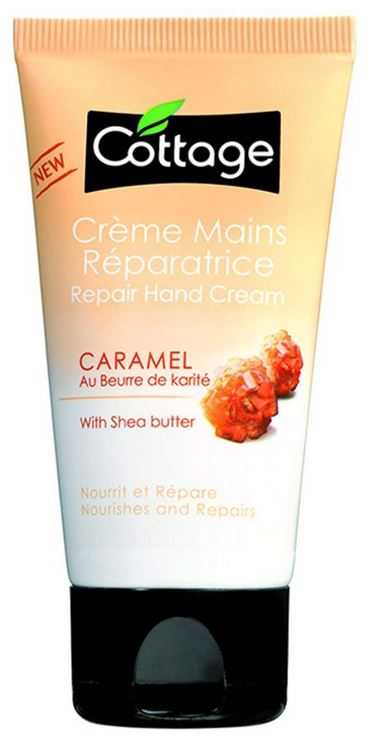 Cottage
NEW
Crème Mains
Réparatrice
Repair Hand Cream
CARAMEL
Au Beurre de karité
With Shea butter
Nourrit et Répare
Nourishes and Repairs